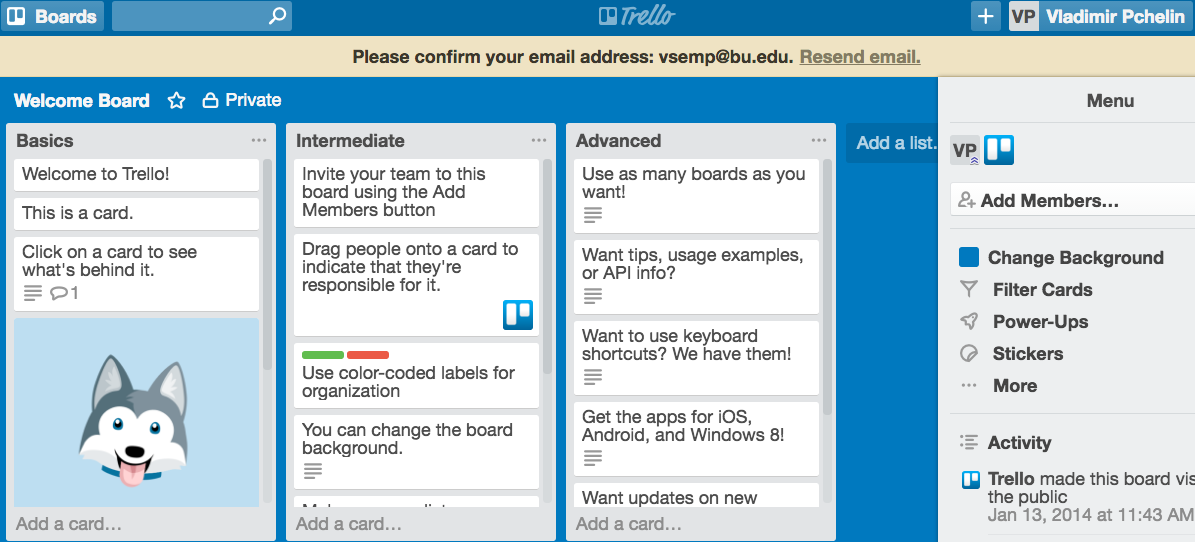 Boards
Trello
+
VP Vladimir Pchelin
Please confirm your email address: vsemp@bu.edu. Resend email.
Welcome Board
Private
Basics
Welcome to Trello!
This is a card.
Click on a card to see
what's behind it.
1
Add a card…
Intermediate
Invite your team to this
board using the Add
Members button
Drag people onto a card to
indicate that they're
responsible for it.
Use color-coded labels for
organization
You can change the board
background.
Add a card…
Advanced
Use as many boards as you
want!
Want tips, usage examples,
or API info?
Want to use keyboard
shortcuts? We have them!
Get the apps for iOS,
Android, and Windows 8!
Want updates on new
Add a card…
Add a list…
Menu
VP
Add Members…
Change Background
Filter Cards
Power-Ups
Stickers
More
Activity
Trello made this board vis
the public
Jan 13, 2014 at 11:43 AM